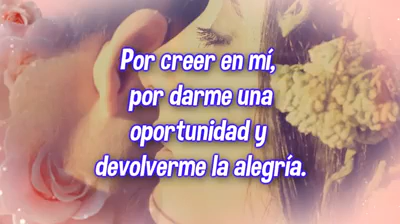 Por creer en mí,
por darme una
oportunidad y
devolverme la alegría.